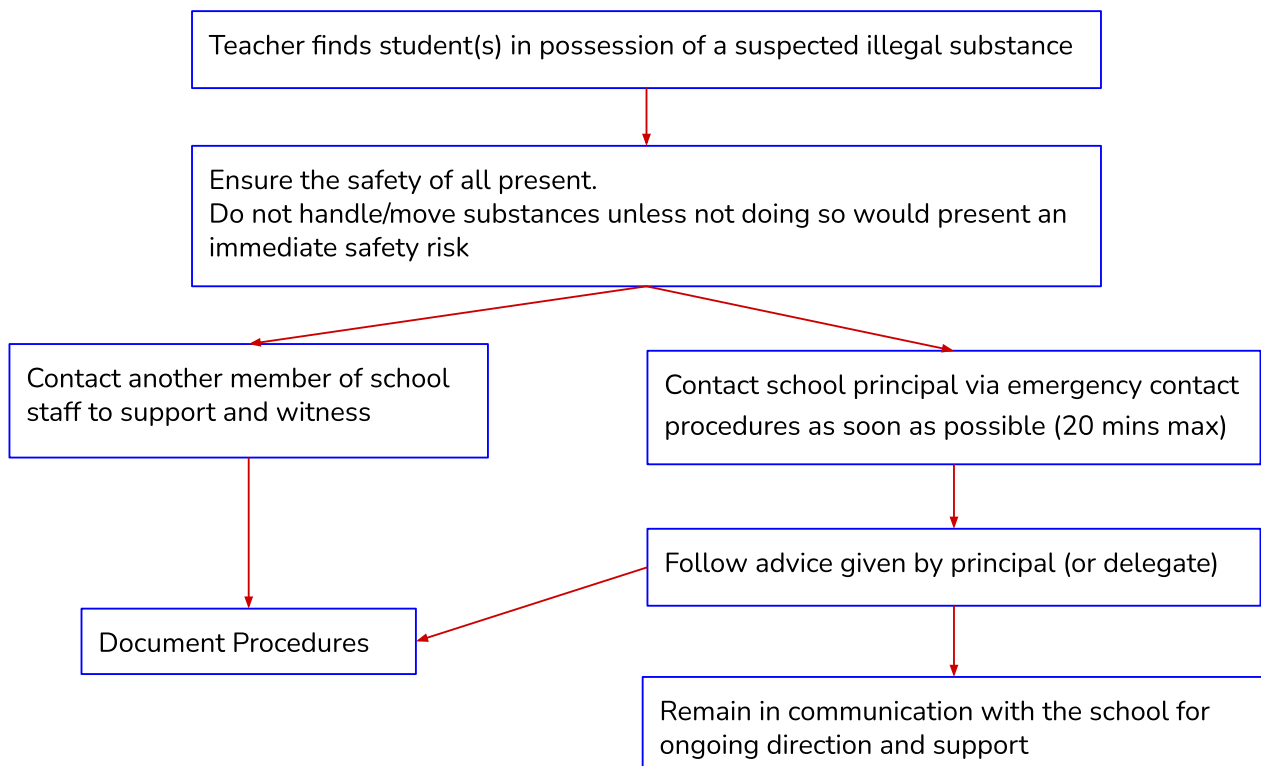 Teacher finds student(s) in possession of a suspected illegal substance
Ensure the safety of all present.
Do not handle/move substances unless not doing so would present an
immediate safety risk
Contact another member of school
staff to support and witness
Contact school principal via emergency contact
procedures as soon as possible (20 mins max)
Follow advice given by principal (or delegate)
Document Procedures
Remain in communication with the school for
ongoing direction and support